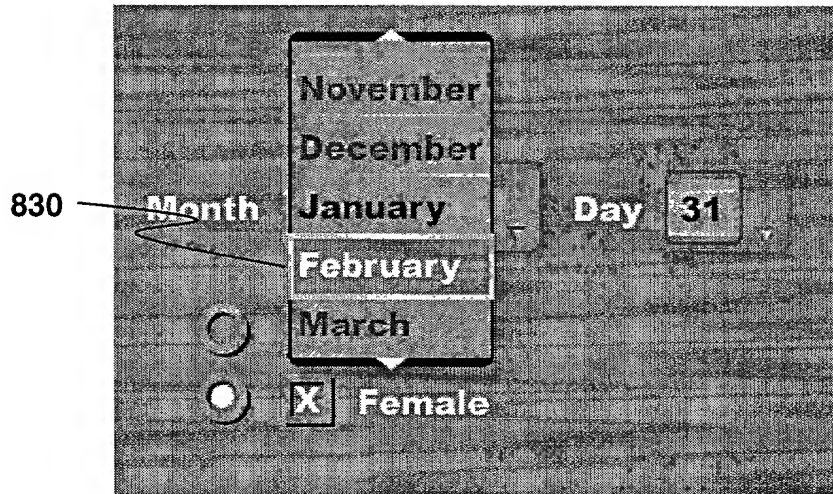 November
December
830 Month January Day 31
February
March
X Female